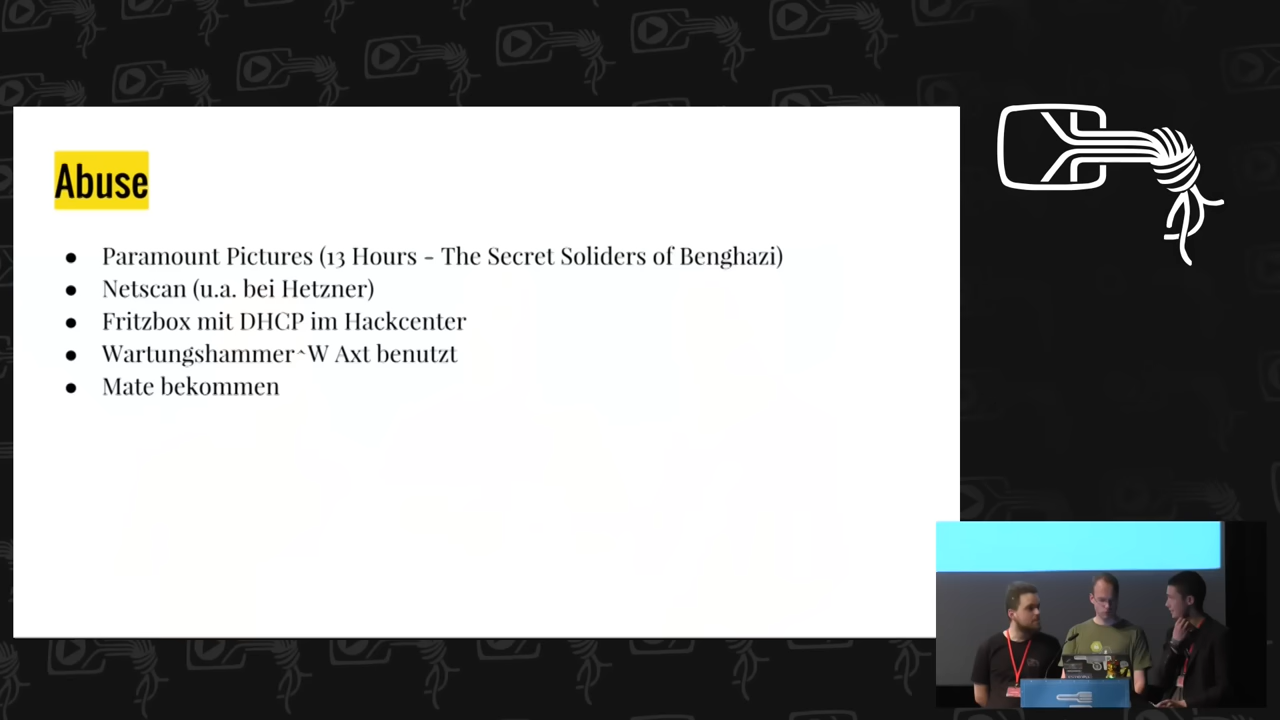 Abuse
● Paramount Pictures (13 Hours - The Secret Soliders of Benghazi)
● Netscan (u.a. bei Hetzner)
● Fritzbox mit DHCP im Hackcenter
● Wartungshammer^W Axt benutzt
● Mate bekommen